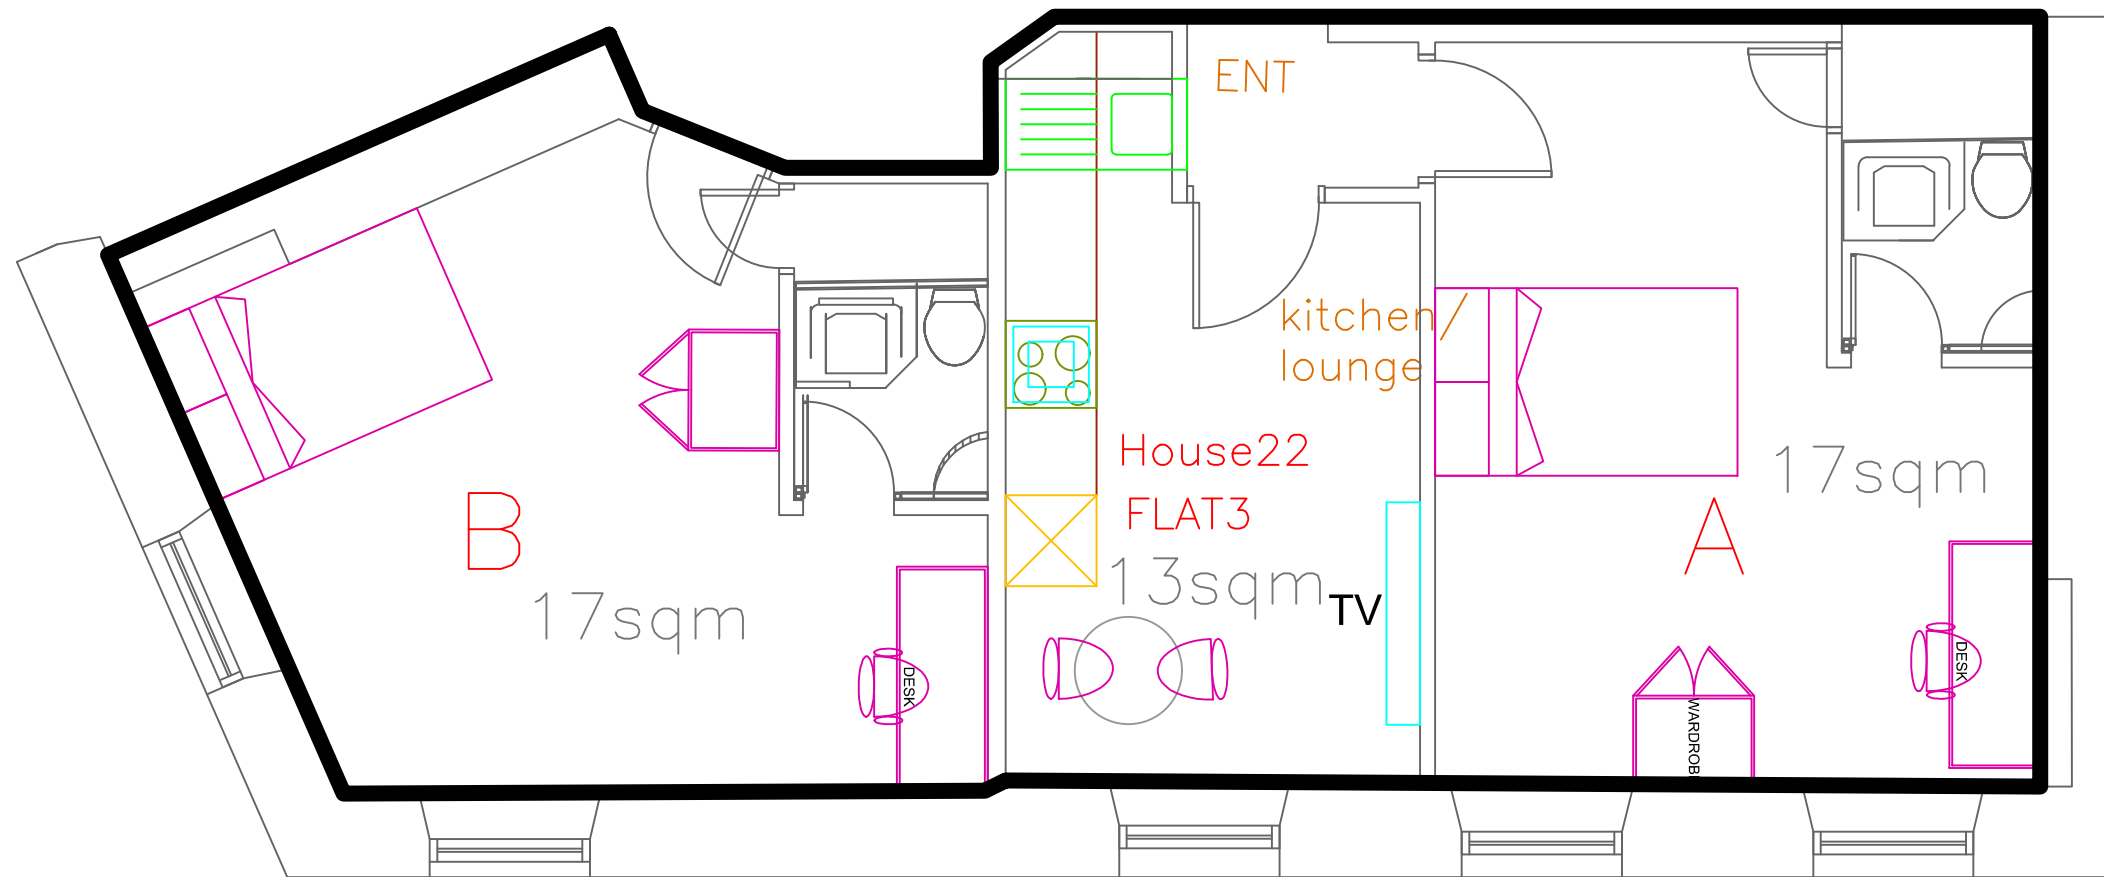 ENT
kitchen/
lounge
House22
FLAT3
13sqm
TV
B
17sqm
DESK
17sqm
A
DESK
WARDROB